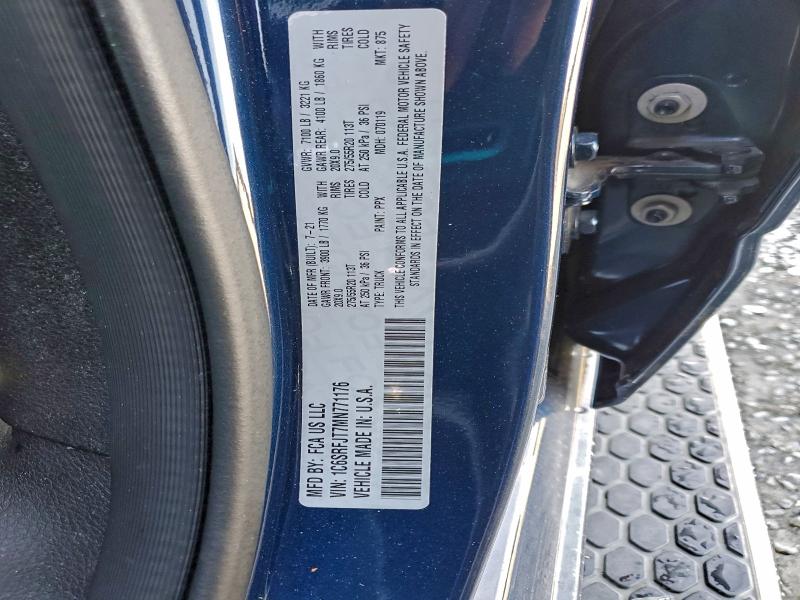 MFD BY: FCA US LLC
VIN: 1C6SRFJT7MN771176
VEHICLE MADE IN: U.S.A.
DATE OF MFR (BUILT): 7-21 GVWR: 7100 LB / 3221 KG
GAWR FRONT: 3900 LB / 1770 KG WITH GAWR REAR: 4100 LB / 1860 KG WITH
20X9.0 RIMS 20X9.0 RIMS
275/55R20 113T TIRES 275/55R20 113T TIRES
AT 250 kPa / 36 PSI COLD AT 250 kPa / 36 PSI COLD
TYPE: TRUCK PAINT: PPX MDH: 070119 MKT: 875
THIS VEHICLE CONFORMS TO ALL APPLICABLE U.S.A. FEDERAL MOTOR VEHICLE SAFETY
STANDARDS IN EFFECT ON THE DATE OF MANUFACTURE SHOWN ABOVE.